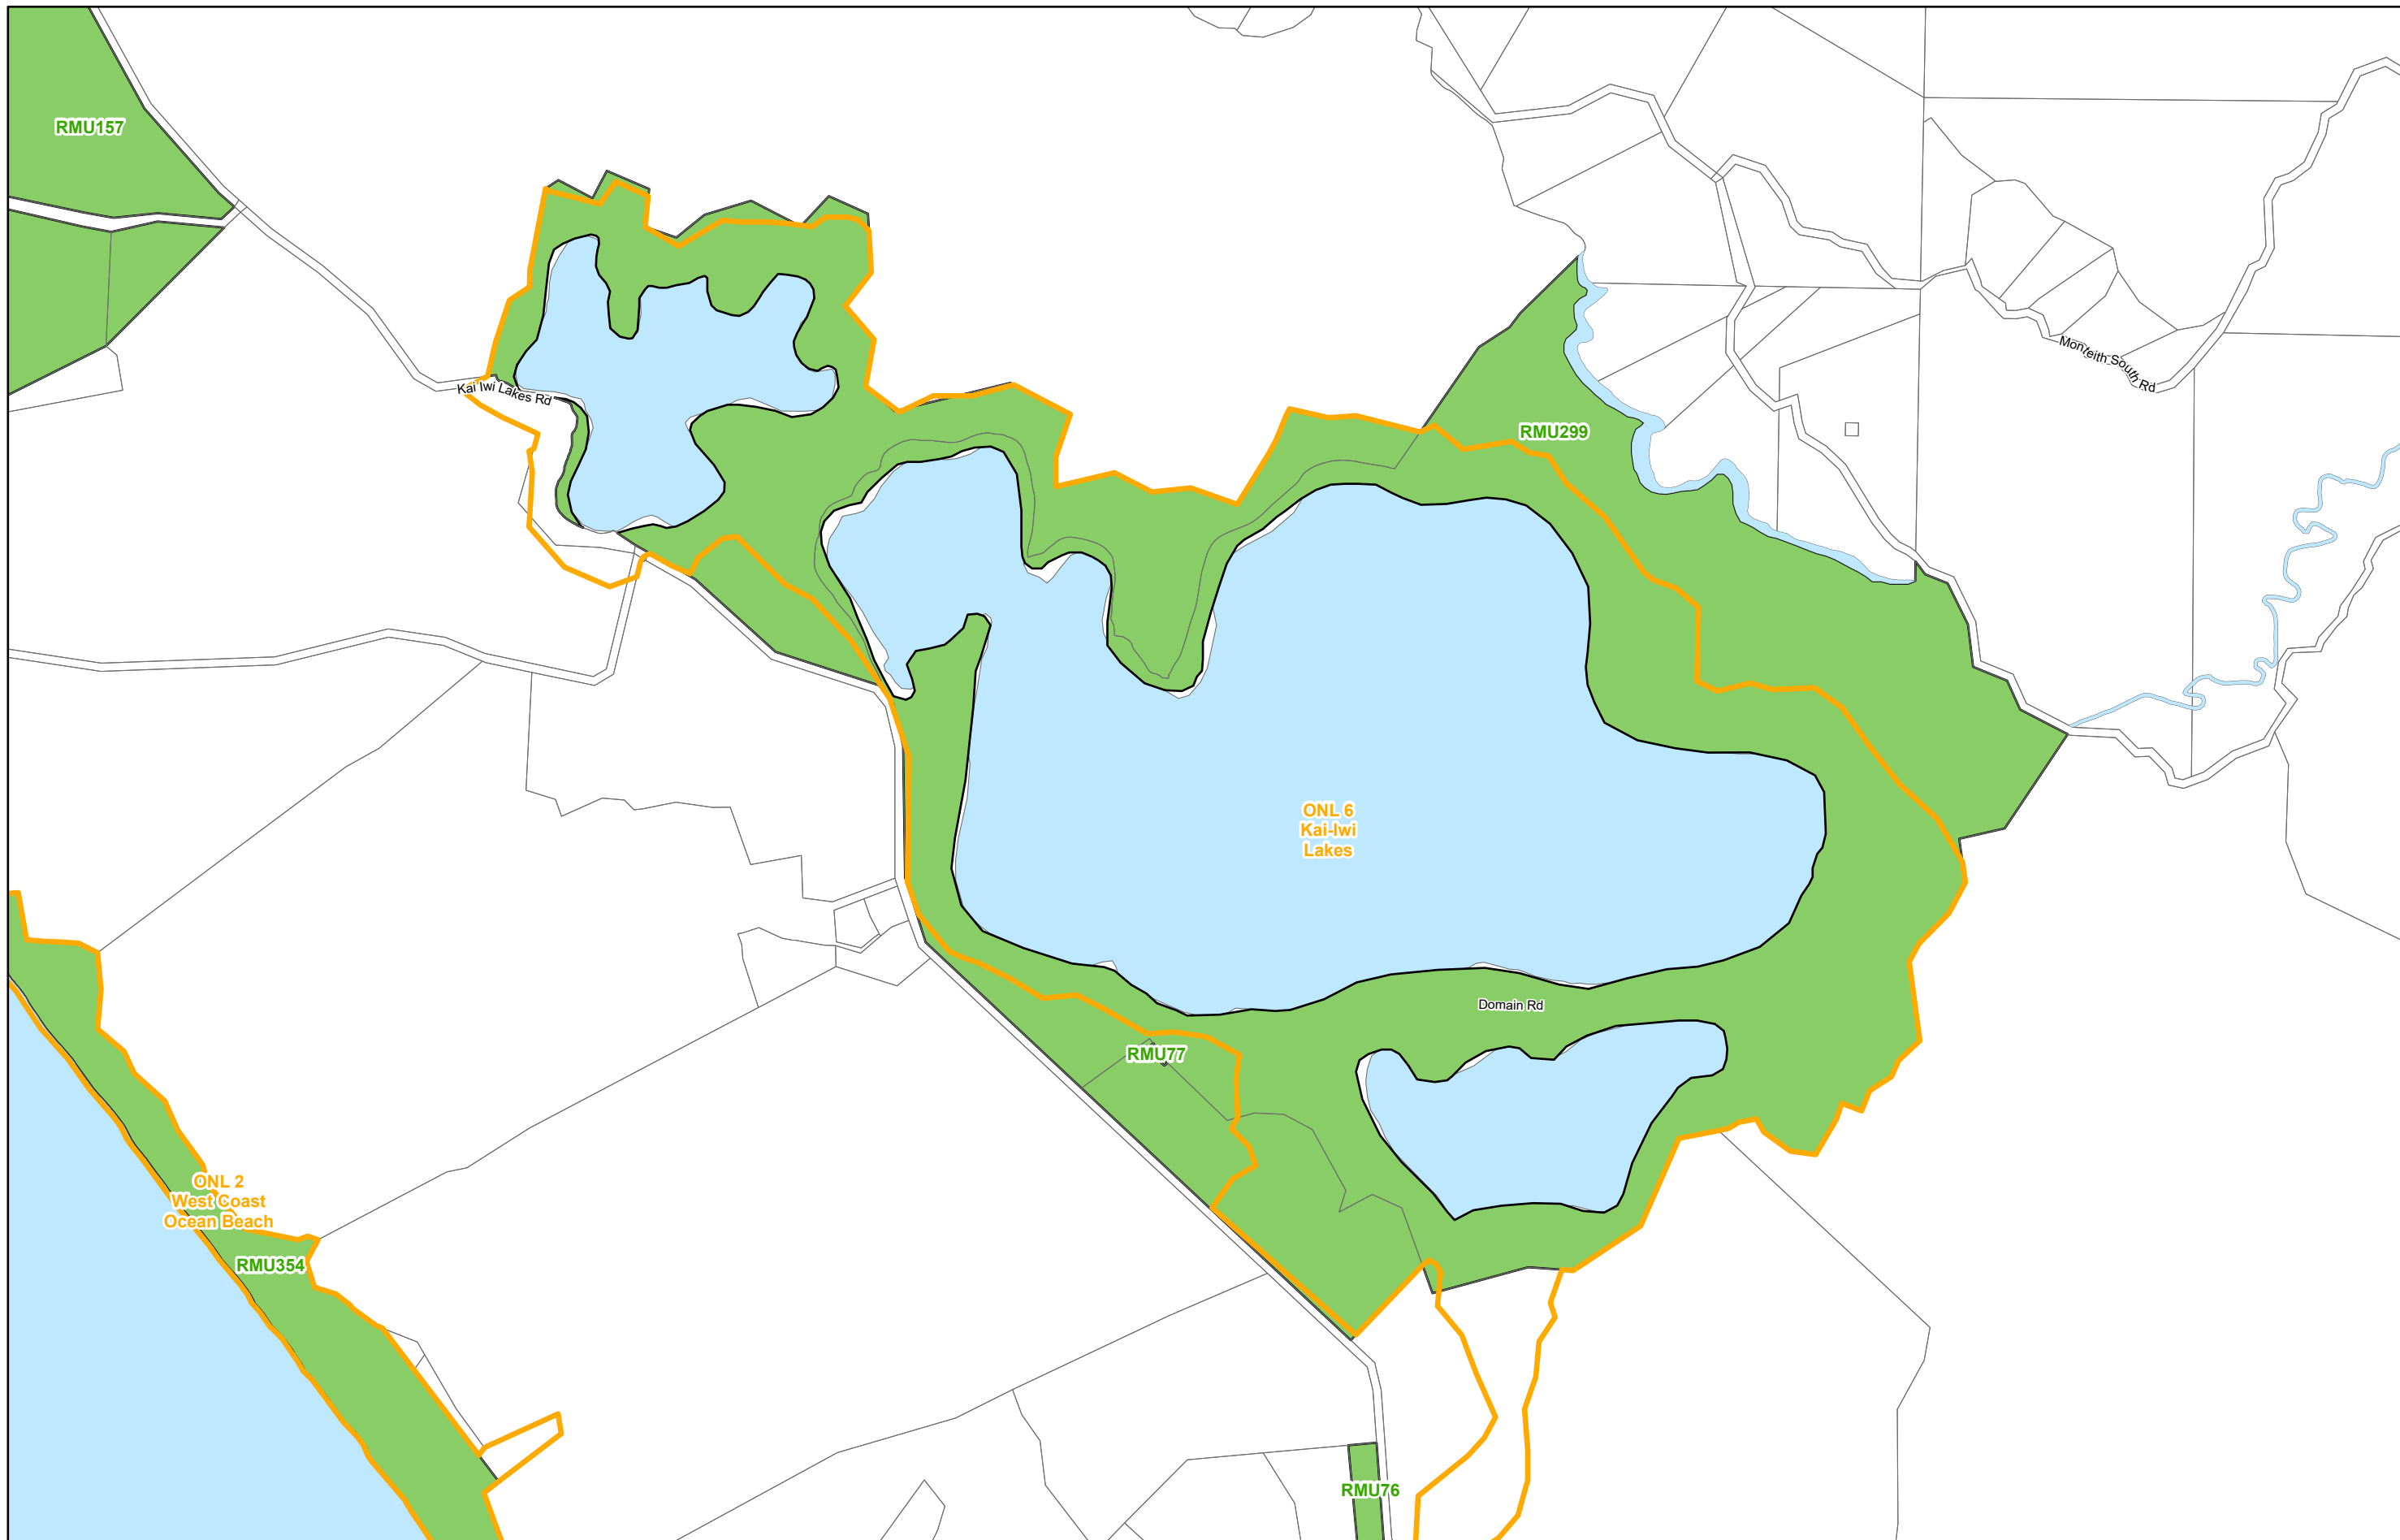 RMU157
Monteith South Rd
Kai Iwi Lakes Rd
RMU299
ONL 6
Kai-Iwi
Lakes
Domain Rd
RMU77
ONL 2
West Coast
Ocean Beach
RMU354
RMU76